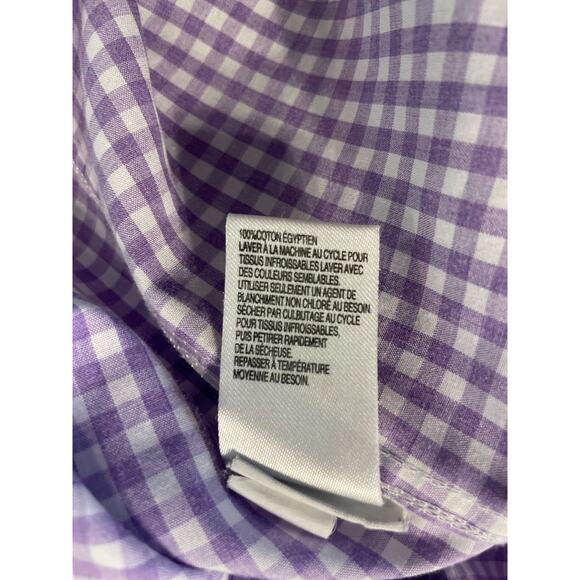 100%COTON ÉGYPTIEN
LAVER À LA MACHINE AU CYCLE POUR
TISSUS INFROISSABLES LAVER AVEC
DES COULEURS SEMBLABLES.
UTILISER SEULEMENT UN AGENT DE
BLANCHIMENT NON CHLORÉ AU BESOIN.
SÉCHER PAR CULBUTAGE AU CYCLE
POUR TISSUS INFROISSABLES.
PUIS PETIRER RAPIDEMENT
DE LA SÉCHEUSE.
REPASSER À TEMPÉRATURE
MOYENNE AU BESOIN.